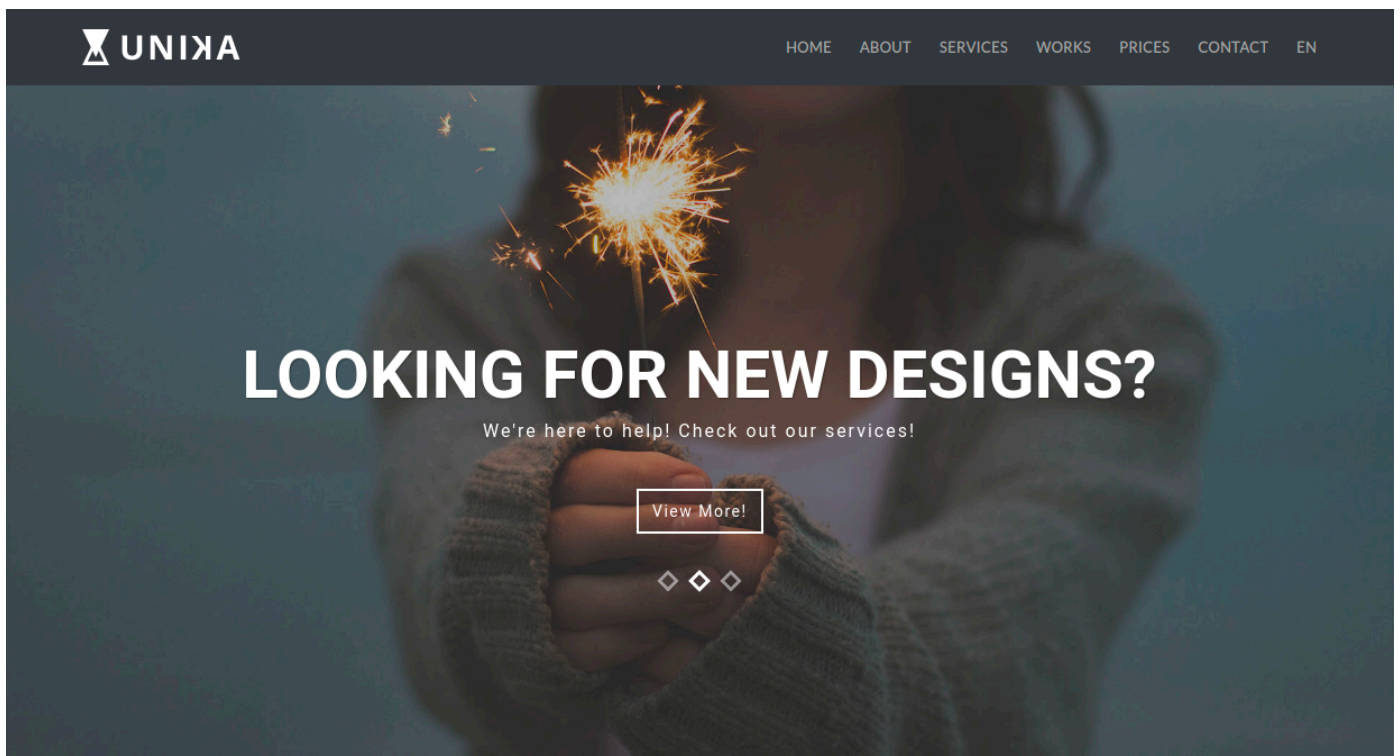 UNIKA
HOME ABOUT SERVICES WORKS PRICES CONTACT EN
LOOKING FOR NEW DESIGNS?
We're here to help! Check out our services!
View More!